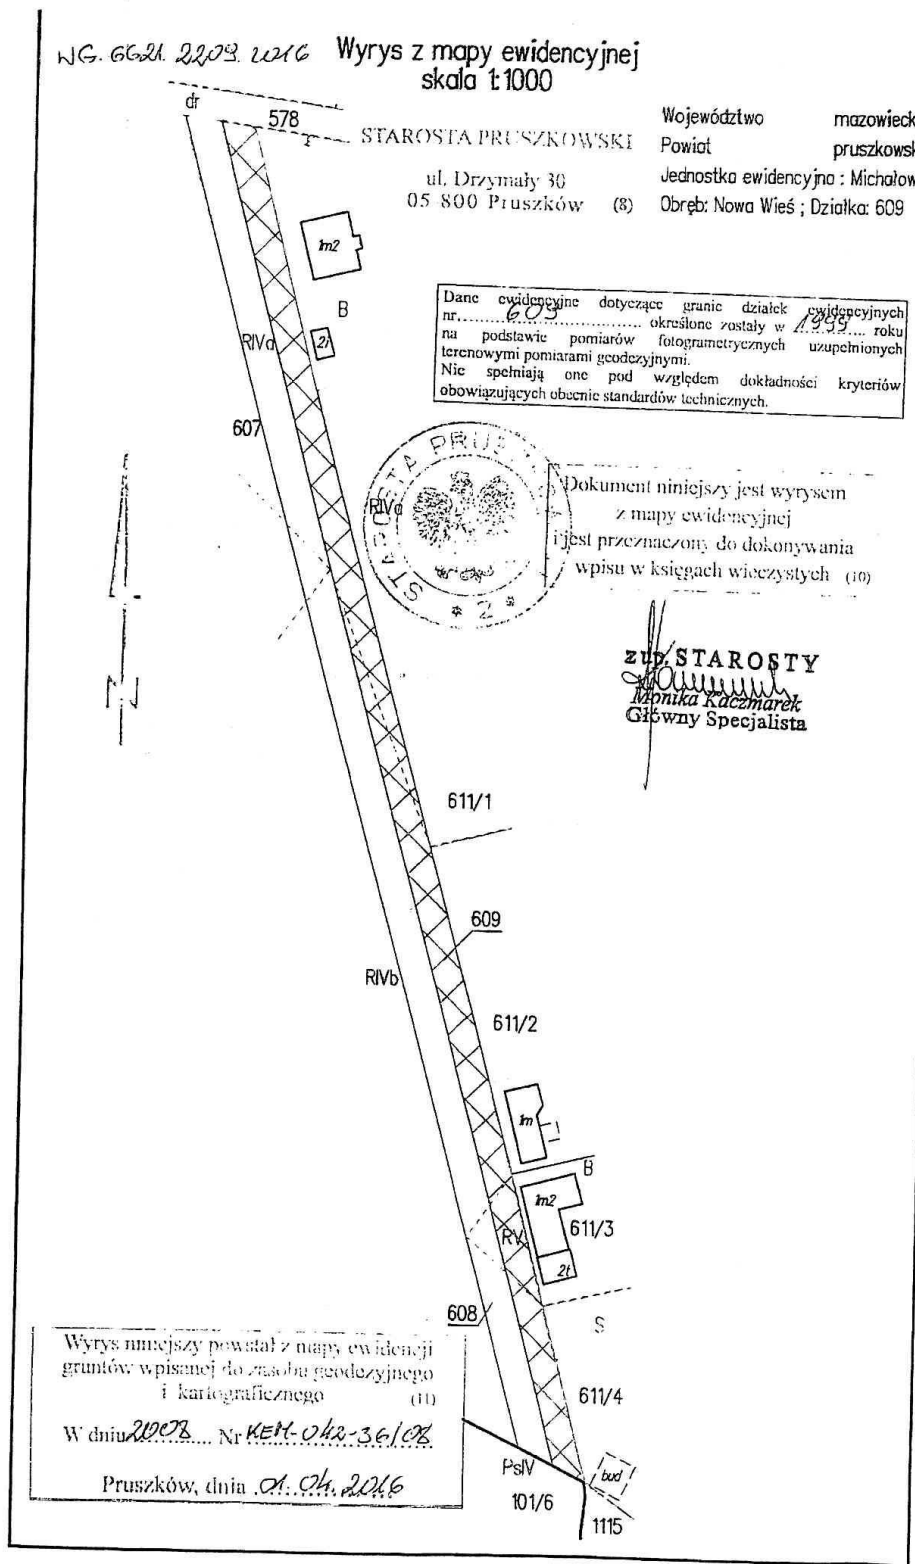 WG. 6621. 2209. 2016
Wyrys z mapy ewidencyjnej
skala 1:1000
Województwo mazowieck
Powiat pruszkowsk
Jednostka ewidencyjna : Michałow
Obręb: Nowa Wieś ; Działka: 609
STAROSTA PRUSZKOWSKI
ul. Drzymały 30
05 800 Pruszków (8)
dr
578
1m2
B
2i
RIVa
607
Dane ewidencyjne dotyczące granic działek ewidencyjnych
nr. 609 określone zostały w 1999 roku
na podstawie pomiarów fotogrametrycznych uzupełnionych
terenowymi pomiarami geodezyjnymi.
Nie spełniają one pod względem dokładności kryteriów
obowiązujących obecnie standardów technicznych.
STAROSTA PRUSZKOWSKI * 2 *
RIVa
Dokument niniejszy jest wyrysem
z mapy ewidencyjnej
i jest przeznaczony do dokonywania
wpisu w księgach wieczystych (10)
N
z up. STAROSTY
Monika Kaczmarek
Główny Specjalista
611/1
609
RIVb
611/2
1m
B
1m2
611/3
RV
2t
608
S
611/4
Wyrys niniejszy powstał z mapy ewidencji
gruntów wpisanej do zasobu geodezyjnego
i kartograficznego (11)
W dniu 2008 Nr KEM-042-36/08
Pruszków, dnia 01.04.2016
PsIV
bud
101/6
1115